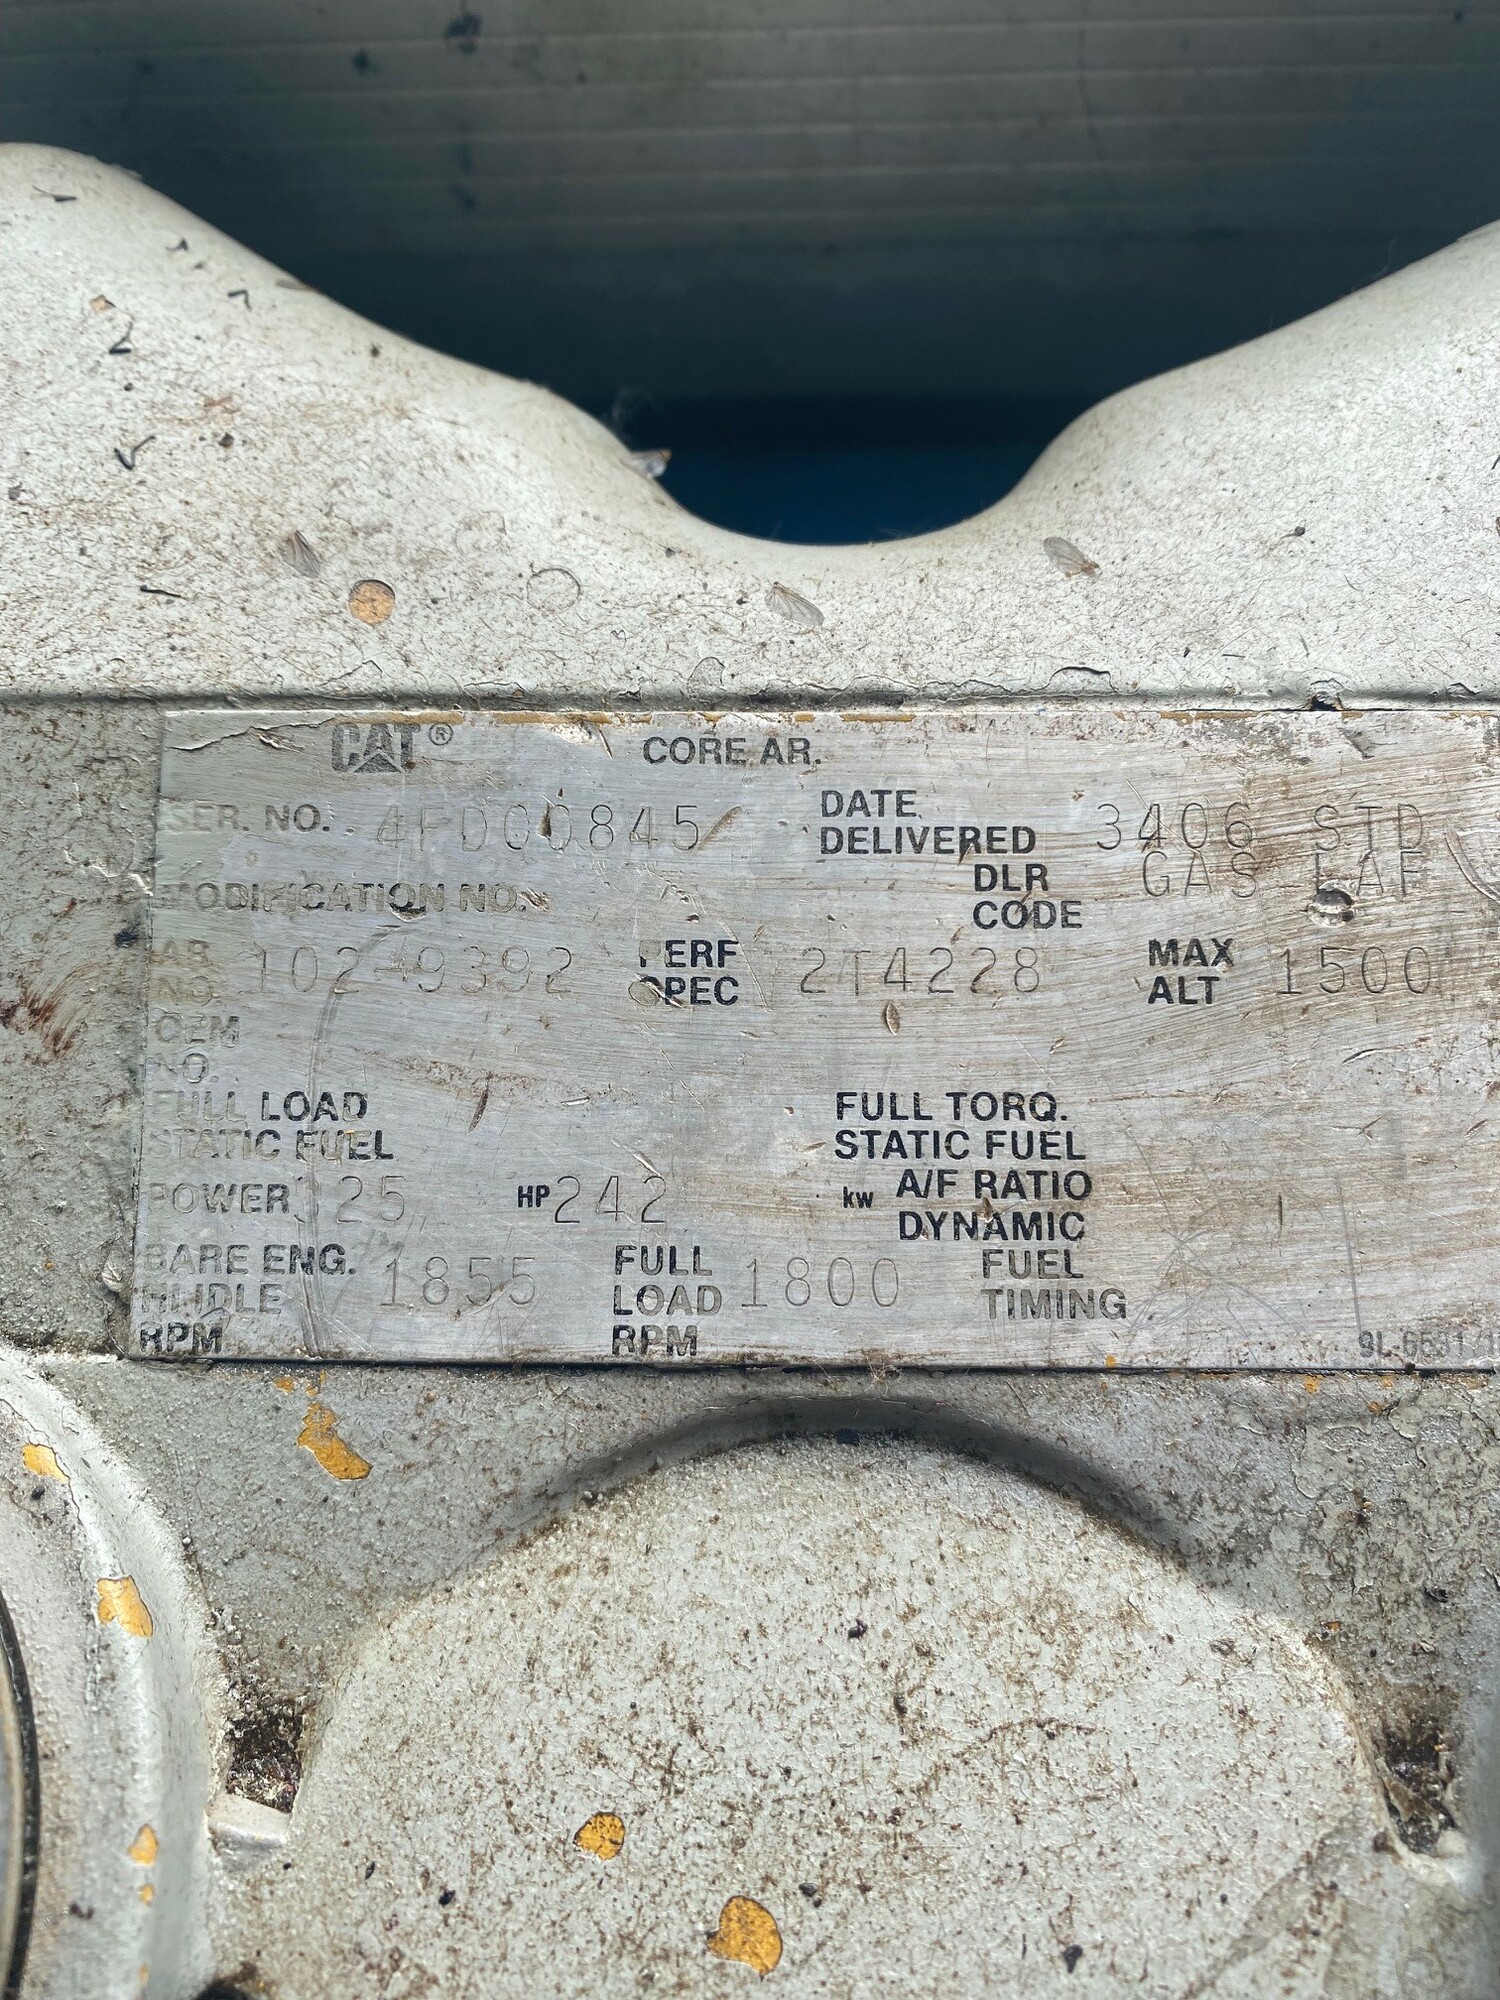 CAT® CORE AR.
SER. NO. 4FD00845 DATE DELIVERED 3406 STD
MODIFICATION NO. DLR CODE GAS LAF
AR. NO. 102-9392 PERF SPEC 2T4228 MAX ALT 1500
OEM NO.
FULL LOAD STATIC FUEL FULL TORQ. STATIC FUEL
POWER 325 HP 242 kw A/F RATIO DYNAMIC
BARE ENG. HI IDLE RPM 1855 FULL LOAD RPM 1800 FUEL TIMING